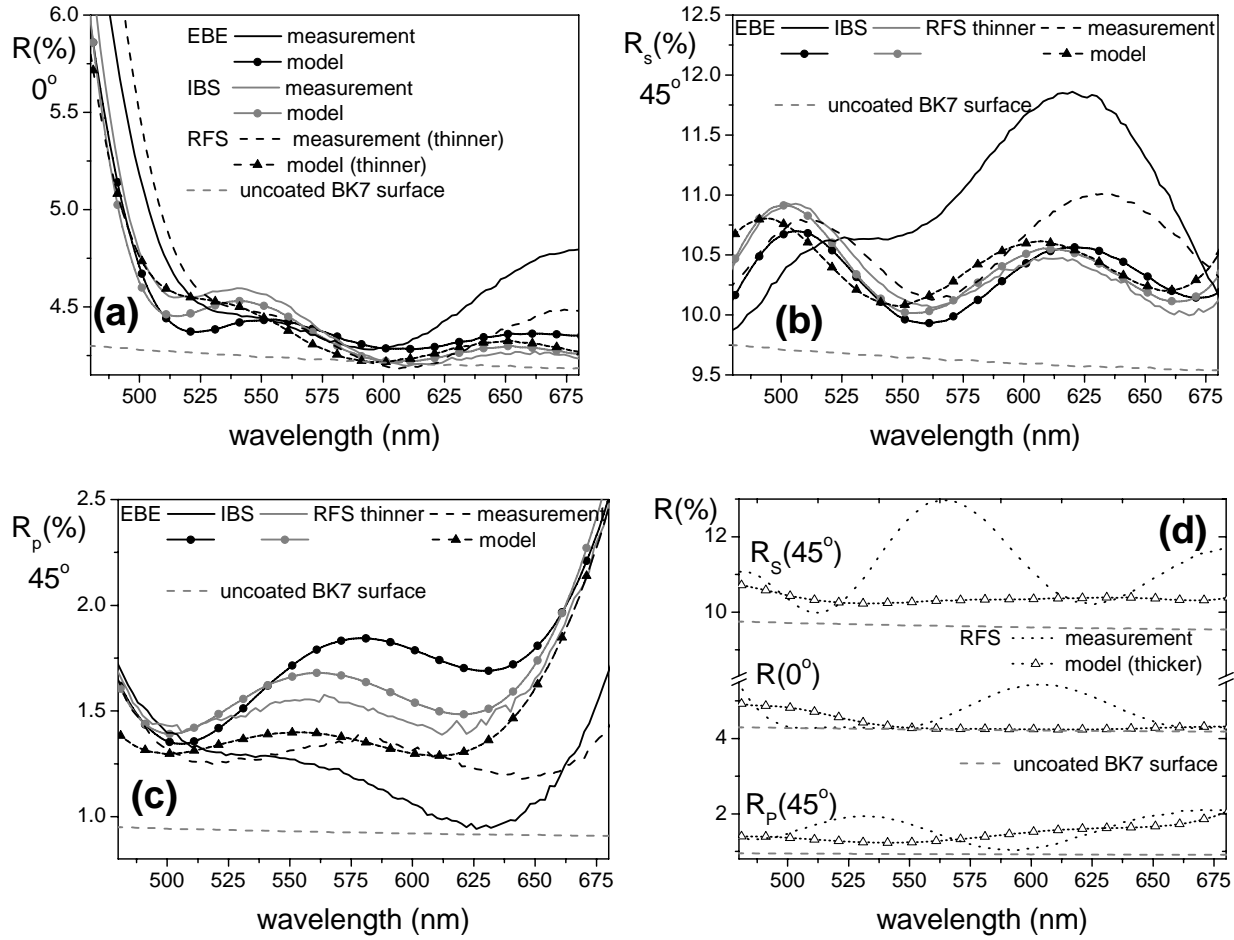 6.0
5.75
5.0
4.5
R(%)
0°
EBE measurement
model
IBS measurement
model
RFS measurement (thinner)
model (thinner)
uncoated BK7 surface
(a)
500 525 550 575 600 625 650 675
wavelength (nm)
12.5
12.0
11.5
11.0
10.5
10.0
9.5
Rs(%)
45°
EBE IBS RFS thinner measurement
model
uncoated BK7 surface
(b)
500 525 550 575 600 625 650 675
wavelength (nm)
2.5
2.0
1.5
1.0
Rp(%)
45°
EBE IBS RFS thinner measurement
model
uncoated BK7 surface
(c)
500 525 550 575 600 625 650 675
wavelength (nm)
R(%)
12
10
4
2
(d)
RS(45°)
RFS measurement
model (thicker)
R(0°)
uncoated BK7 surface
RP(45°)
500 525 550 575 600 625 650 675
wavelength (nm)